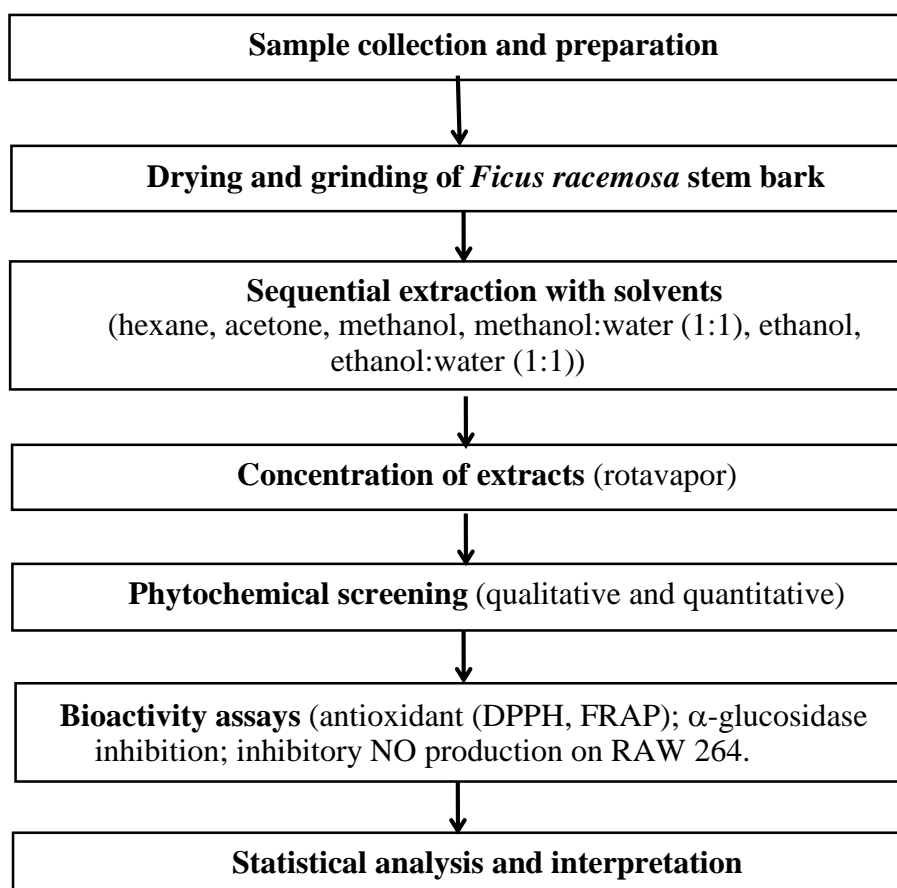 Sample collection and preparation
Drying and grinding of Ficus racemosa stem bark
Sequential extraction with solvents
(hexane, acetone, methanol, methanol:water (1:1), ethanol,
ethanol:water (1:1))
Concentration of extracts (rotavapor)
Phytochemical screening (qualitative and quantitative)
Bioactivity assays (antioxidant (DPPH, FRAP); α-glucosidase
inhibition; inhibitory NO production on RAW 264.
Statistical analysis and interpretation